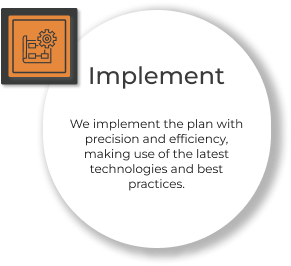 Implement
We implement the plan with
precision and efficiency,
making use of the latest
technologies and best
practices.